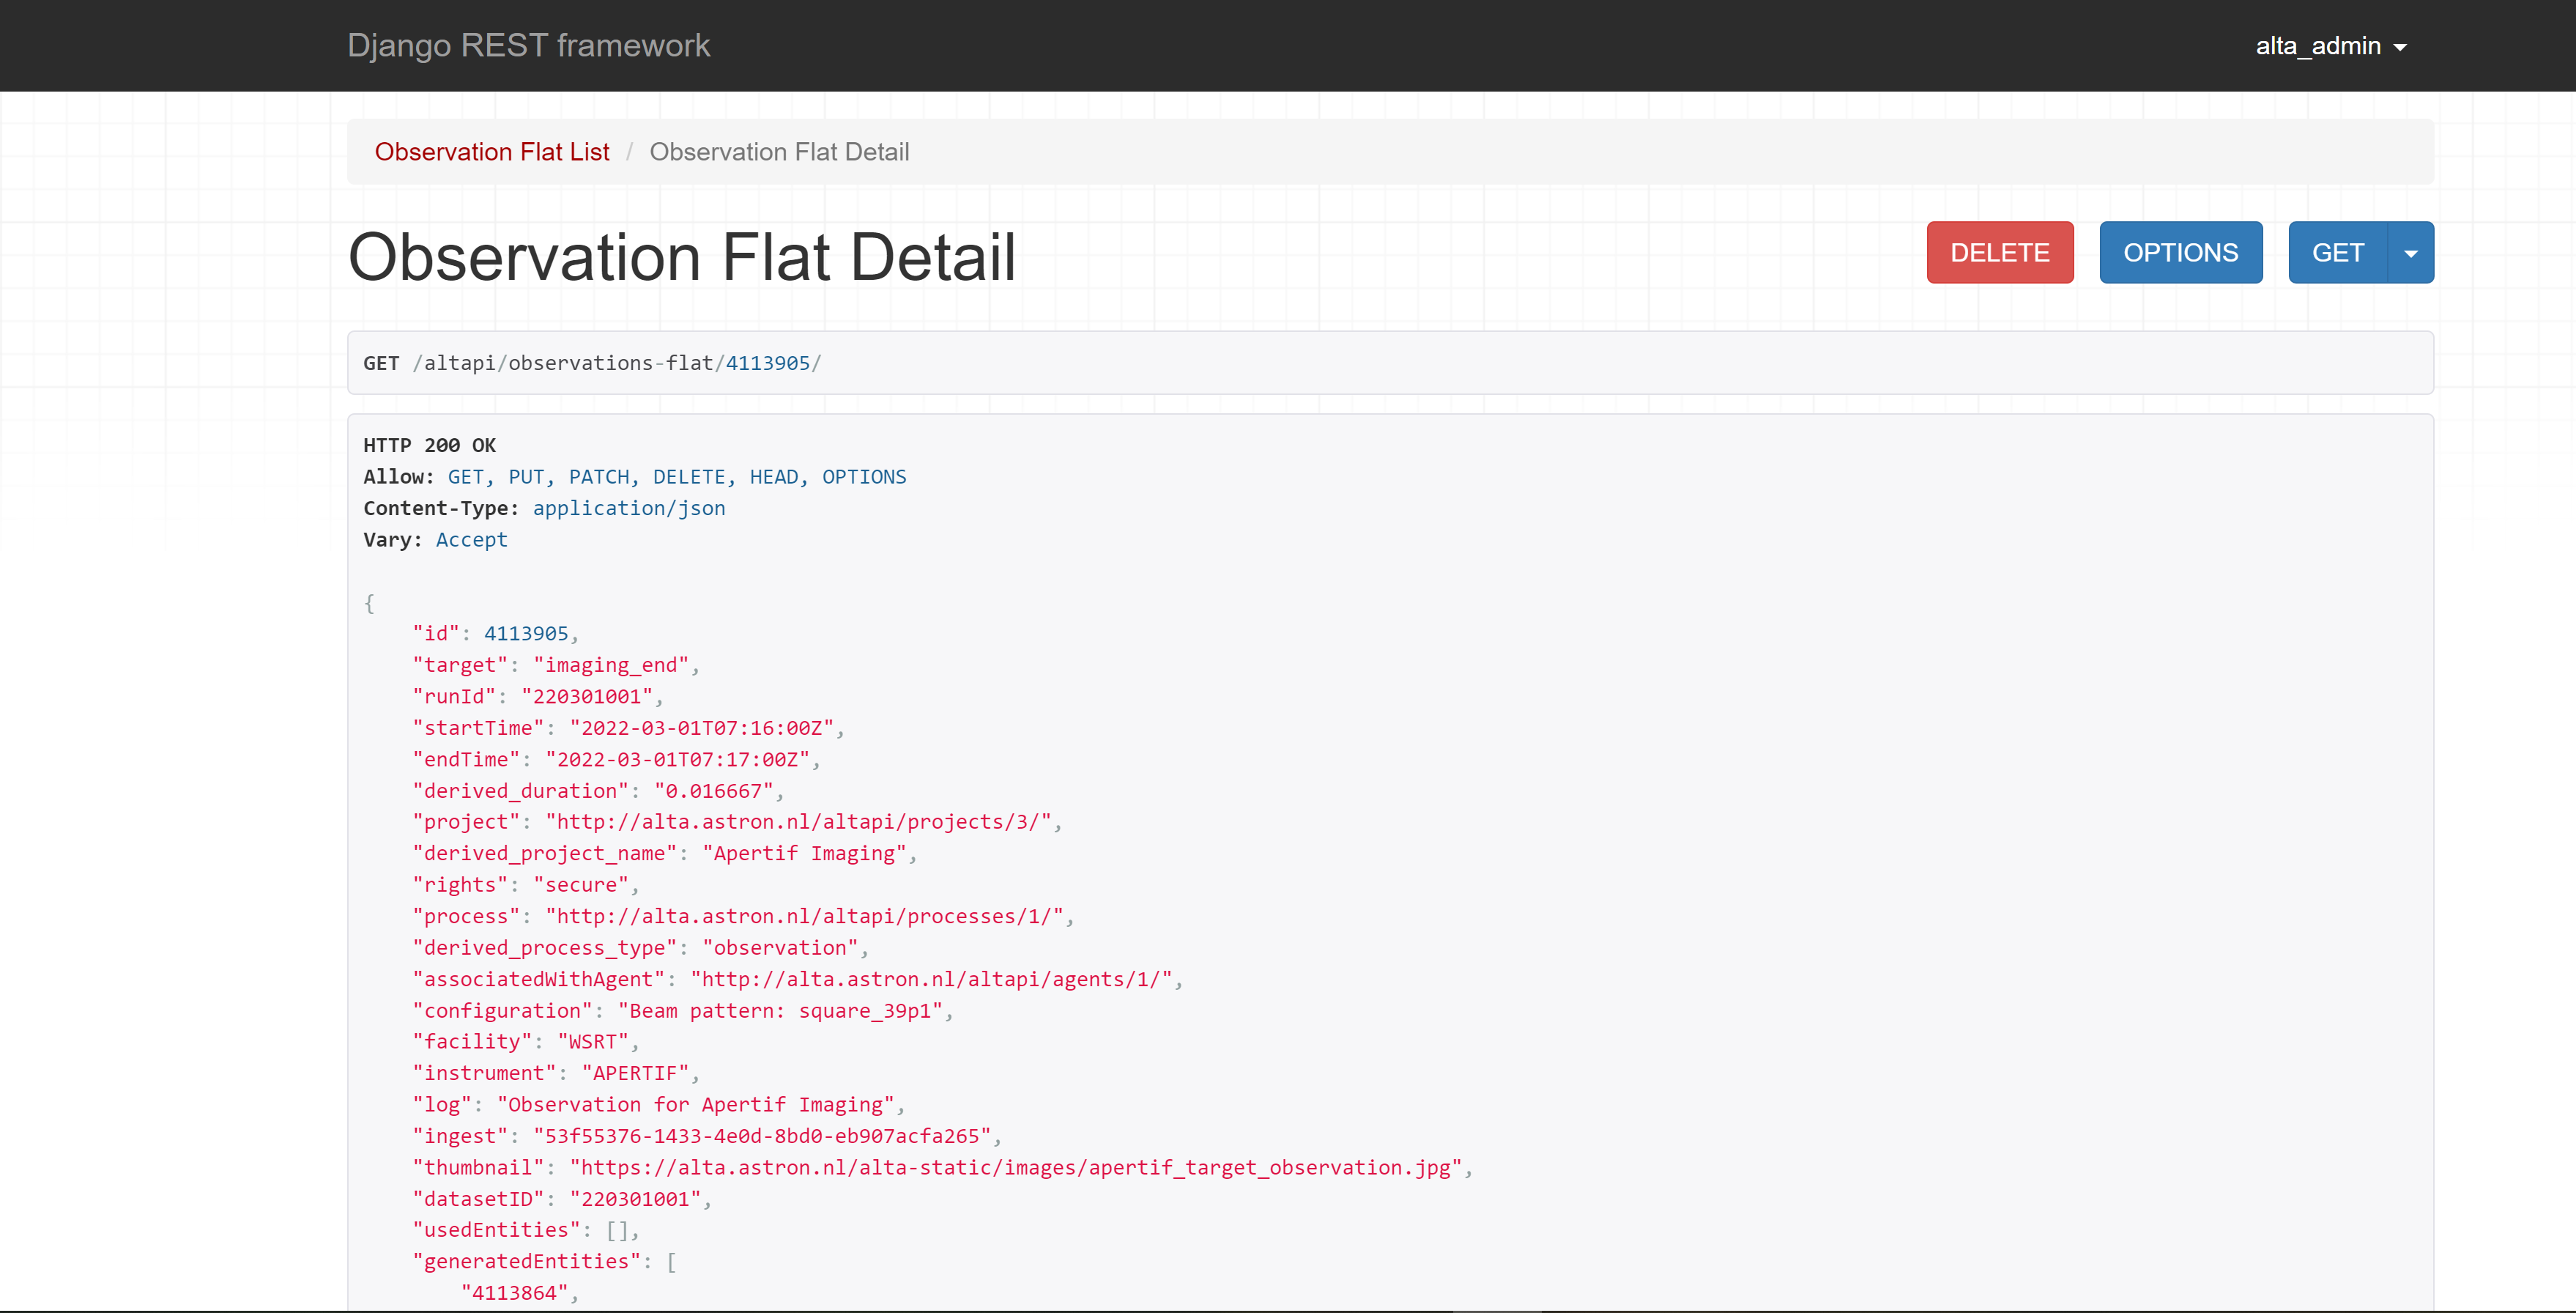 Django REST framework
alta_admin
Observation Flat List / Observation Flat Detail
Observation Flat Detail
DELETE
OPTIONS
GET
GET /altapi/observations-flat/4113905/
HTTP 200 OK
Allow: GET, PUT, PATCH, DELETE, HEAD, OPTIONS
Content-Type: application/json
Vary: Accept
{
    "id": 4113905,
    "target": "imaging_end",
    "runId": "220301001",
    "startTime": "2022-03-01T07:16:00Z",
    "endTime": "2022-03-01T07:17:00Z",
    "derived_duration": "0.016667",
    "project": "http://alta.astron.nl/altapi/projects/3/",
    "derived_project_name": "Apertif Imaging",
    "rights": "secure",
    "process": "http://alta.astron.nl/altapi/processes/1/",
    "derived_process_type": "observation",
    "associatedWithAgent": "http://alta.astron.nl/altapi/agents/1/",
    "configuration": "Beam pattern: square_39p1",
    "facility": "WSRT",
    "instrument": "APERTIF",
    "log": "Observation for Apertif Imaging",
    "ingest": "53f55376-1433-4e0d-8bd0-eb907acfa265",
    "thumbnail": "https://alta.astron.nl/alta-static/images/apertif_target_observation.jpg",
    "datasetID": "220301001",
    "usedEntities": [],
    "generatedEntities": [
        "4113864",